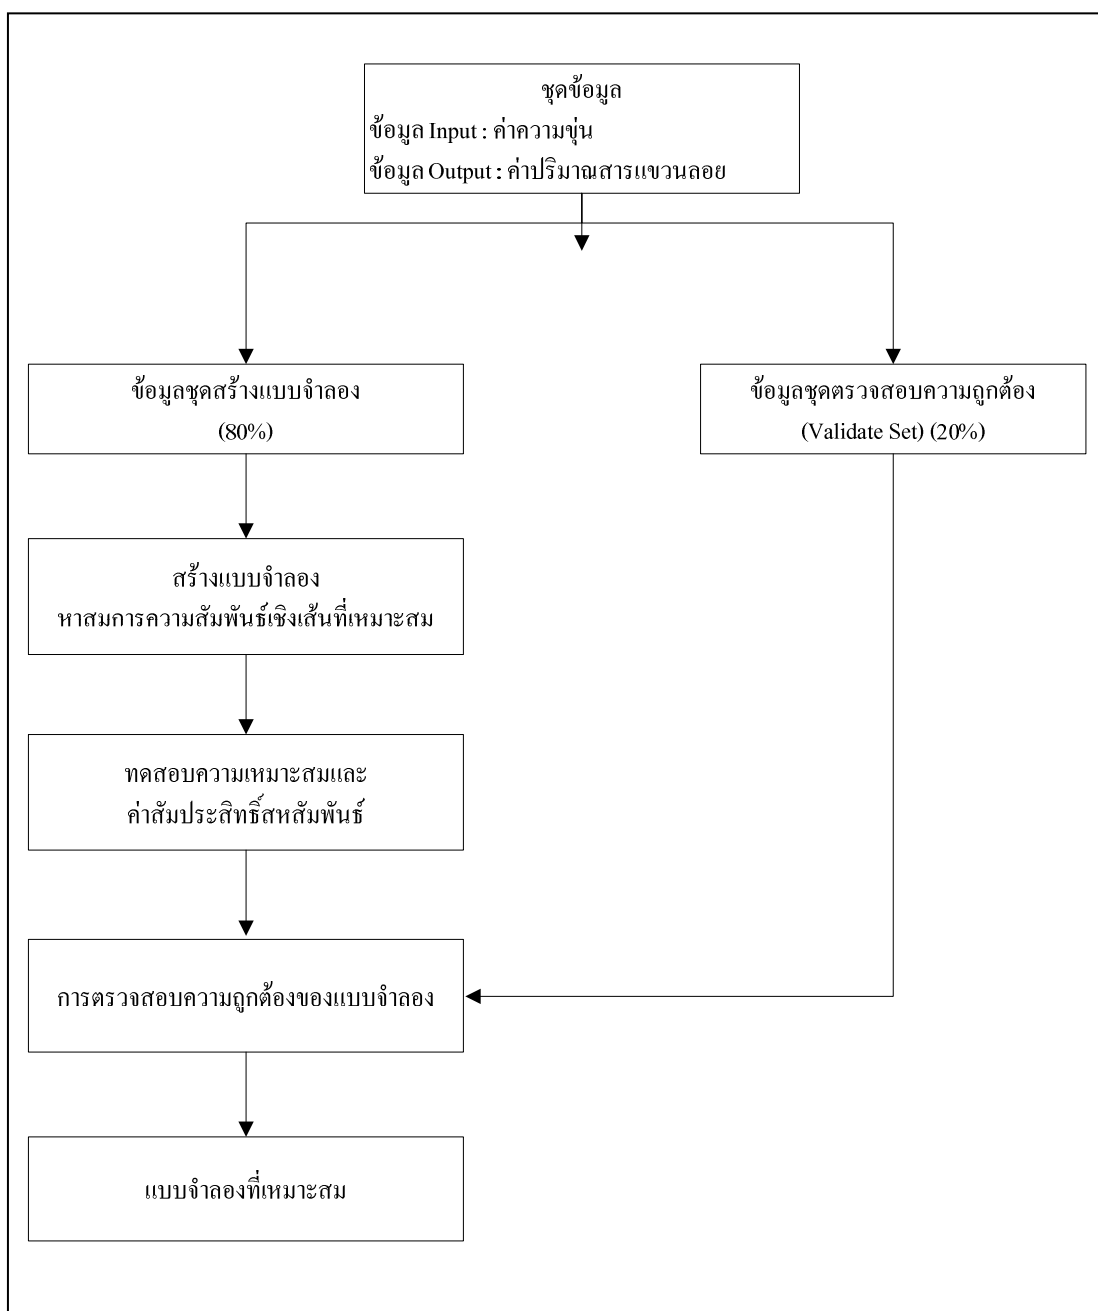 ชุดข้อมูล
ข้อมูล Input : ค่าความขุ่น
ข้อมูล Output : ค่าปริมาณสารแขวนลอย
ข้อมูลชุดสร้างแบบจำลอง
(80%)
ข้อมูลชุดตรวจสอบความถูกต้อง
(Validate Set) (20%)
สร้างแบบจำลอง
หาสมการความสัมพันธ์เชิงเส้นที่เหมาะสม
ทดสอบความเหมาะสมและ
ค่าสัมประสิทธิ์สหสัมพันธ์
การตรวจสอบความถูกต้องของแบบจำลอง
แบบจำลองที่เหมาะสม